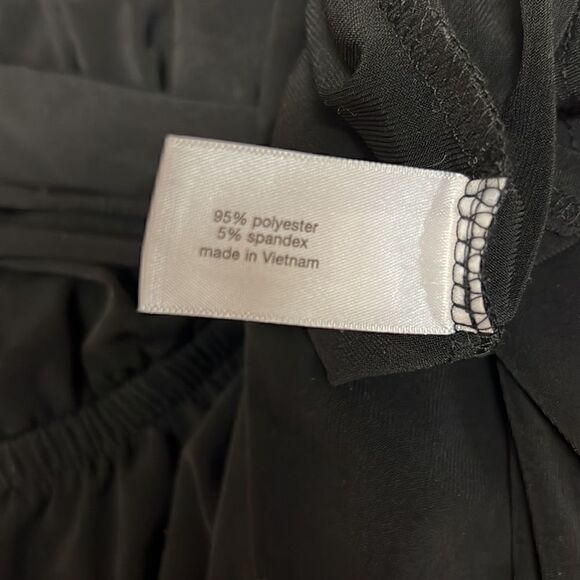 95% polyester
5% spandex
made in Vietnam